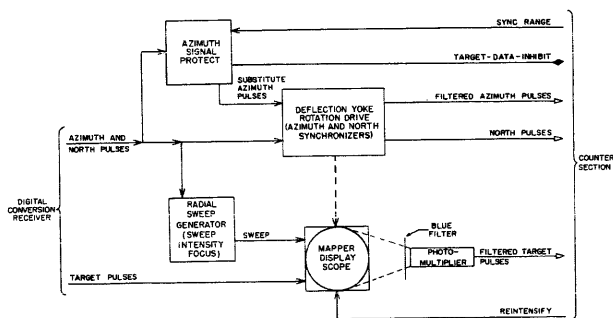 SYNC RANGE
AZIMUTH
SIGNAL
PROTECT
TARGET-DATA-INHIBIT
SUBSTITUTE
AZIMUTH
PULSES
FILTERED AZIMUTH PULSES
DEFLECTION YOKE
ROTATION DRIVE
(AZIMUTH AND NORTH
SYNCHRONIZERS)
AZIMUTH AND
NORTH PULSES
NORTH PULSES
COUNTER
SECTION
DIGITAL
CONVERSION
RECEIVER
RADIAL
SWEEP
GENERATOR
(SWEEP
INTENSITY
FOCUS)
SWEEP
MAPPER
DISPLAY
SCOPE
BLUE
FILTER
PHOTO-
MULTIPLIER
FILTERED TARGET
PULSES
TARGET PULSES
REINTENSIFY